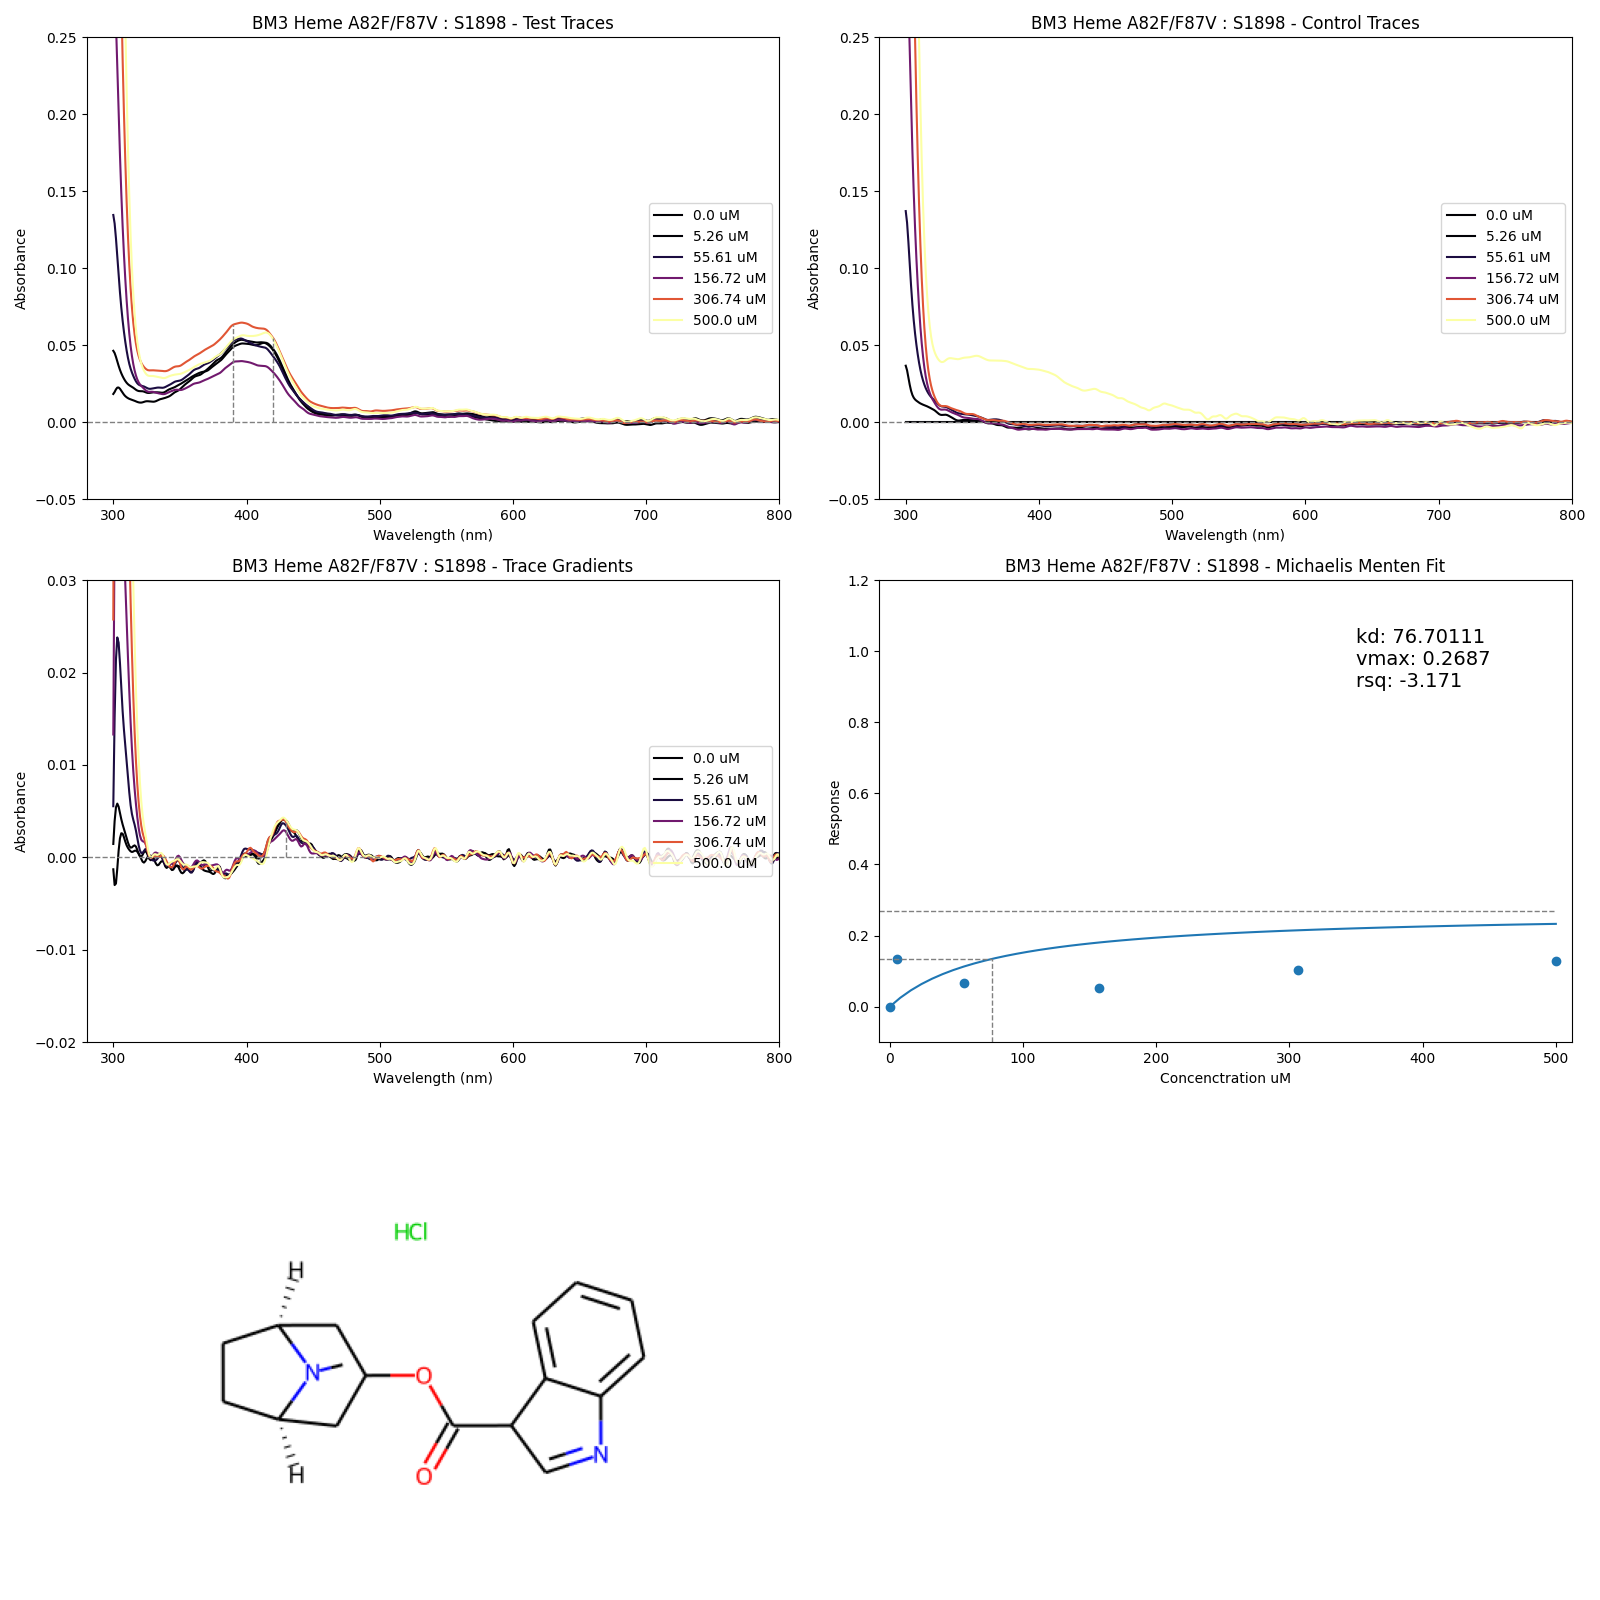 BM3 Heme A82F/F87V : S1898 - Test Traces
0.25
0.20
0.15
0.10
0.05
0.00
−0.05
Absorbance
0.0 uM
5.26 uM
55.61 uM
156.72 uM
306.74 uM
500.0 uM
300 400 500 600 700 800
Wavelength (nm)
BM3 Heme A82F/F87V : S1898 - Control Traces
0.25
0.20
0.15
0.10
0.05
0.00
−0.05
Absorbance
0.0 uM
5.26 uM
55.61 uM
156.72 uM
306.74 uM
500.0 uM
300 400 500 600 700 800
Wavelength (nm)
BM3 Heme A82F/F87V : S1898 - Trace Gradients
0.03
0.02
0.01
0.00
−0.01
−0.02
Absorbance
0.0 uM
5.26 uM
55.61 uM
156.72 uM
306.74 uM
500.0 uM
300 400 500 600 700 800
Wavelength (nm)
BM3 Heme A82F/F87V : S1898 - Michaelis Menten Fit
1.2
1.0
0.8
0.6
0.4
0.2
0.0
Response
kd: 76.70111
vmax: 0.2687
rsq: -3.171
0 100 200 300 400 500
Concenctration uM
HCl
H
N
O
O
N
H